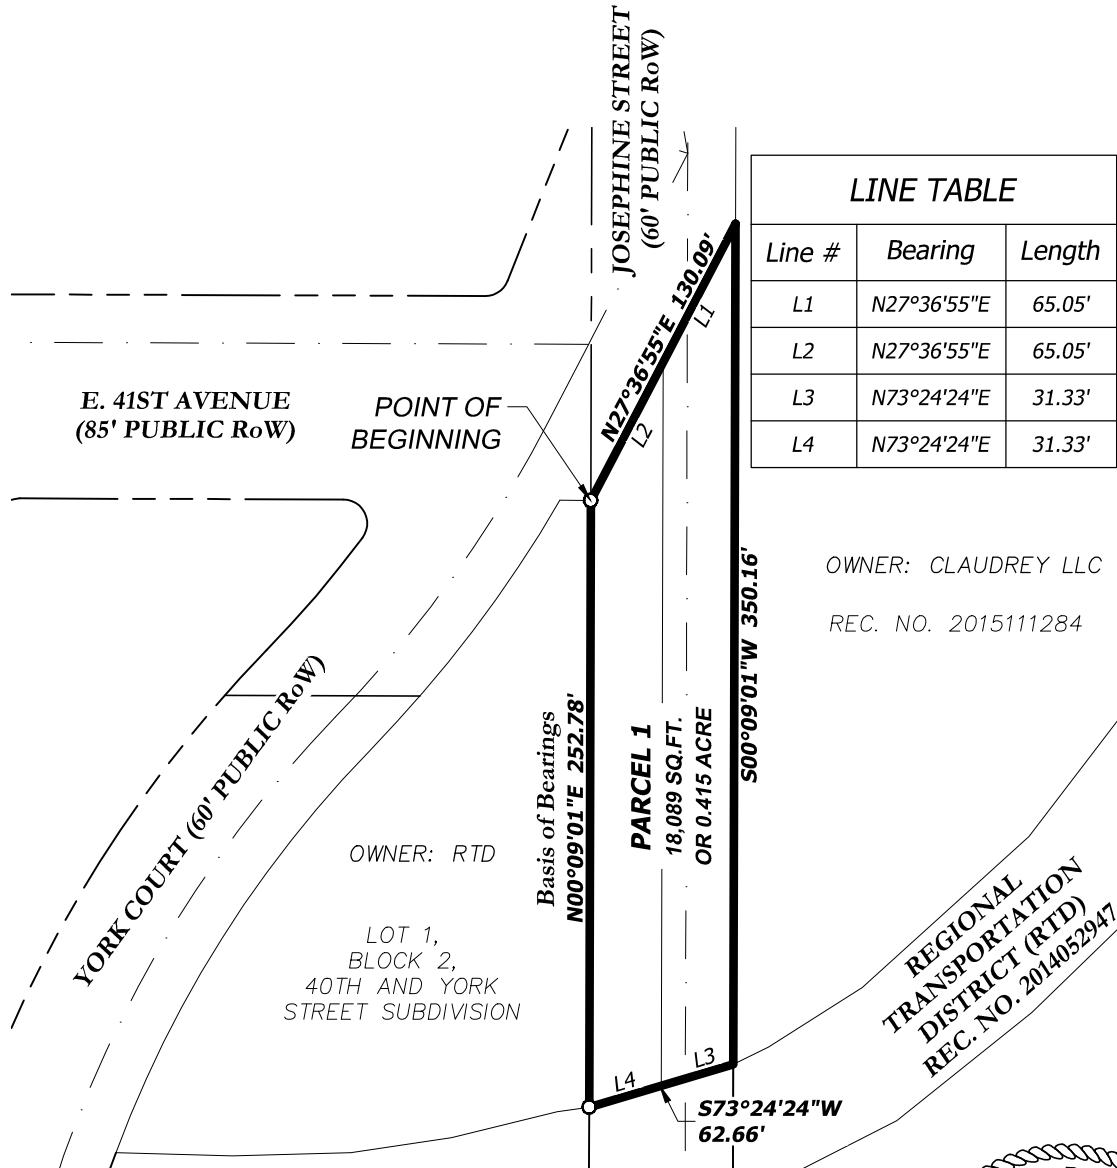 JOSEPHINE STREET
(60' PUBLIC RoW)
LINE TABLE
Line # Bearing Length
L1 N27°36'55"E 65.05'
L2 N27°36'55"E 65.05'
L3 N73°24'24"E 31.33'
L4 N73°24'24"E 31.33'
N27°36'55"E 130.09'
L1
L2
E. 41ST AVENUE
(85' PUBLIC RoW)
POINT OF
BEGINNING
OWNER: CLAUDREY LLC
REC. NO. 2015111284
S00°09'01"W 350.16'
YORK COURT (60' PUBLIC RoW)
Basis of Bearings
N00°09'01"E 252.78'
PARCEL 1
18,089 SQ.FT.
OR 0.415 ACRE
OWNER: RTD
LOT 1,
BLOCK 2,
40TH AND YORK
STREET SUBDIVISION
REGIONAL
TRANSPORTATION
DISTRICT (RTD)
REC. NO. 2014052947
L3
L4
S73°24'24"W
62.66'